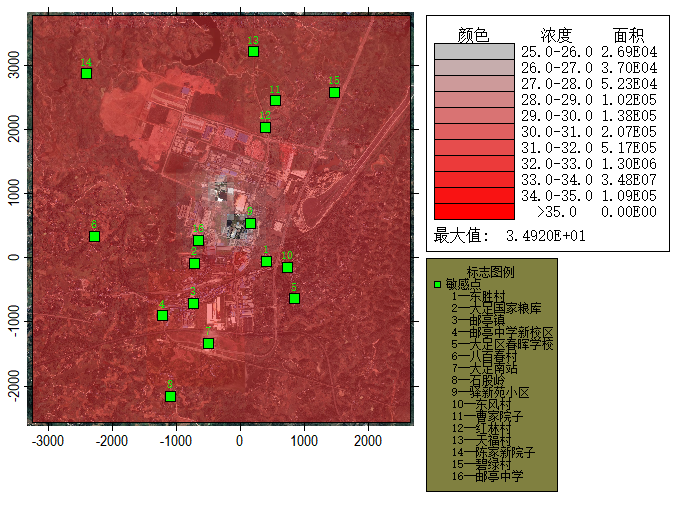 颜色 浓度 面积
25.0-26.0 2.69E04
26.0-27.0 3.70E04
27.0-28.0 5.23E04
28.0-29.0 1.02E05
29.0-30.0 1.38E05
30.0-31.0 2.07E05
31.0-32.0 5.17E05
32.0-33.0 1.30E06
33.0-34.0 3.48E07
34.0-35.0 1.09E05
>35.0 0.00E00
最大值: 3.4920E+01
标志图例
敏感点
1——东胜村
2——大足国家粮库
3——邮亭镇
4——邮亭中学新校区
5——大足区春晖学校
6——八百春村
7——大足南站
8——石股岭
9——驿新苑小区
10——东风村
11——曹家院子
12——红林村
13——天福村
14——陈家新院子
15——碧绿村
16——邮亭中学
13
14
15
11
12
6
16
2
1
10
5
3
4
3000
2000
1000
0
-1000
-2000
-3000 -2000 -1000 0 1000 2000